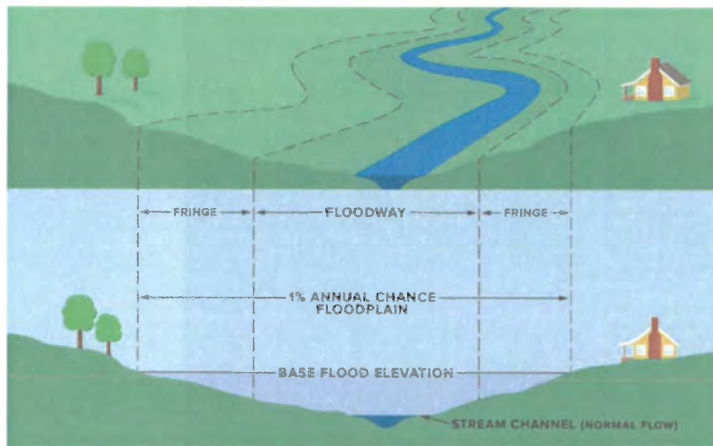 FRINGE
FLOODWAY
FRINGE
1% ANNUAL CHANCE
FLOODPLAIN
BASE FLOOD ELEVATION
STREAM CHANNEL (NORMAL FLOW)